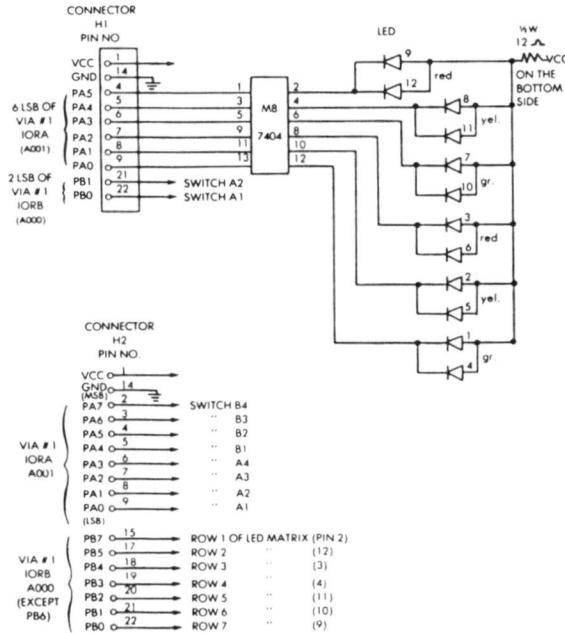 CONNECTOR
H1
PIN NO
VCC 1
GND 14
PA5 4
PA4 5
PA3 6
PA2 7
PA1 8
PA0 9
PB1 21
PB0 22
6 LSB OF
VIA #1
IORA
(A001)
2 LSB OF
VIA #1
IORB
(A000)
SWITCH A2
SWITCH A1
1
3
5
9
11
13
M8
7404
2
4
6
8
10
12
LED
9
12
red
8
11
yel.
7
10
gr.
3
6
red
2
5
yel.
1
4
gr
½W
12
VCC
ON THE
BOTTOM
SIDE
CONNECTOR
H2
PIN NO.
VCC 1
GND 14
(MSB)
PA7 2 SWITCH B4
PA6 3 " B3
PA5 4 " B2
PA4 5 " B1
PA3 6 " A4
PA2 7 " A3
PA1 8 " A2
PA0 9 " A1
(LSB)
VIA #1
IORA
A001
PB7 15 ROW 1 OF LED MATRIX (PIN 2)
PB5 17 ROW 2 " (12)
PB4 18 ROW 3 " (3)
PB3 19 ROW 4 " (4)
PB2 20 ROW 5 " (11)
PB1 21 ROW 6 " (10)
PB0 22 ROW 7 " (9)
VIA #1
IORB
A000
(EXCEPT
PB6)